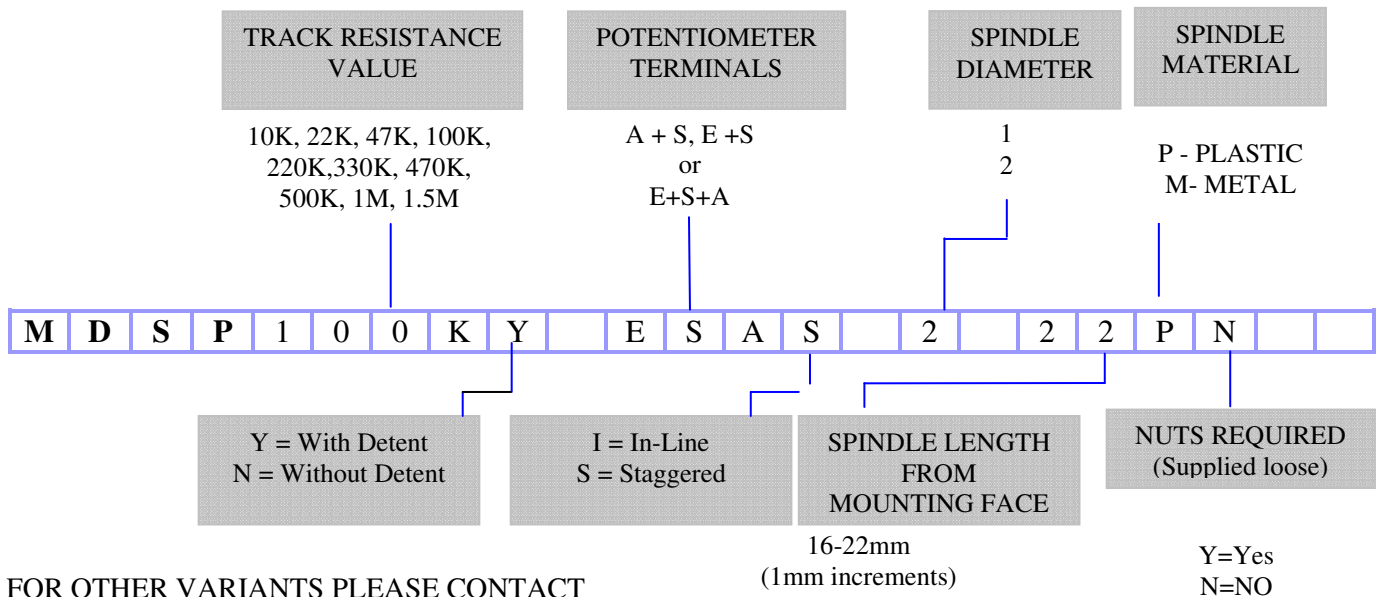 TRACK RESISTANCE
VALUE
10K, 22K, 47K, 100K,
220K,330K, 470K,
500K, 1M, 1.5M
POTENTIOMETER
TERMINALS
A + S, E +S
or
E+S+A
SPINDLE
DIAMETER
1
2
SPINDLE
MATERIAL
P - PLASTIC
M- METAL
M D S P 1 0 0 K Y E S A S 2 2 2 P N
Y = With Detent
N = Without Detent
I = In-Line
S = Staggered
SPINDLE LENGTH
FROM
MOUNTING FACE
16-22mm
(1mm increments)
NUTS REQUIRED
(Supplied loose)
Y=Yes
N=NO
FOR OTHER VARIANTS PLEASE CONTACT